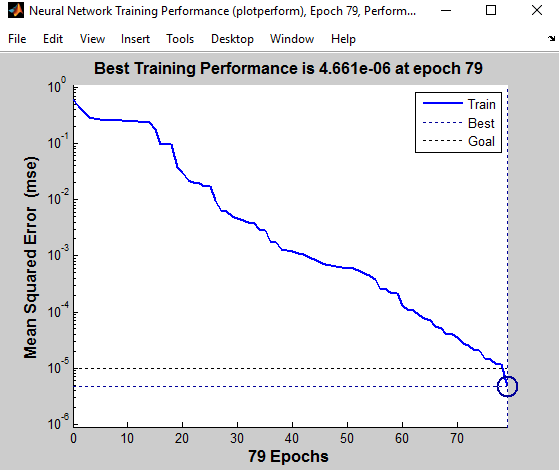 Neural Network Training Performance (plotperform), Epoch 79, Perform...
File Edit View Insert Tools Desktop Window Help
Best Training Performance is 4.661e-06 at epoch 79
Train
Best
Goal
Mean Squared Error (mse)
10^0
10^-1
10^-2
10^-3
10^-4
10^-5
10^-6
0 10 20 30 40 50 60 70
79 Epochs